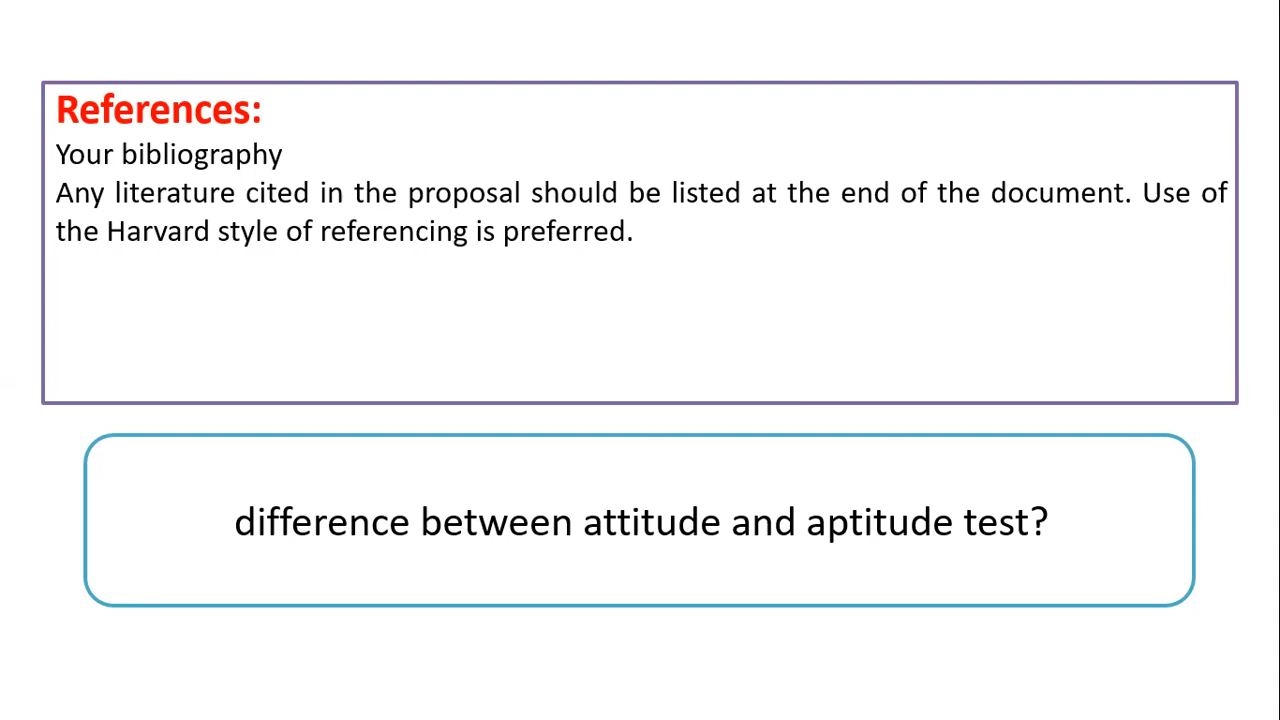 References:
Your bibliography
Any literature cited in the proposal should be listed at the end of the document. Use of
the Harvard style of referencing is preferred.
difference between attitude and aptitude test?